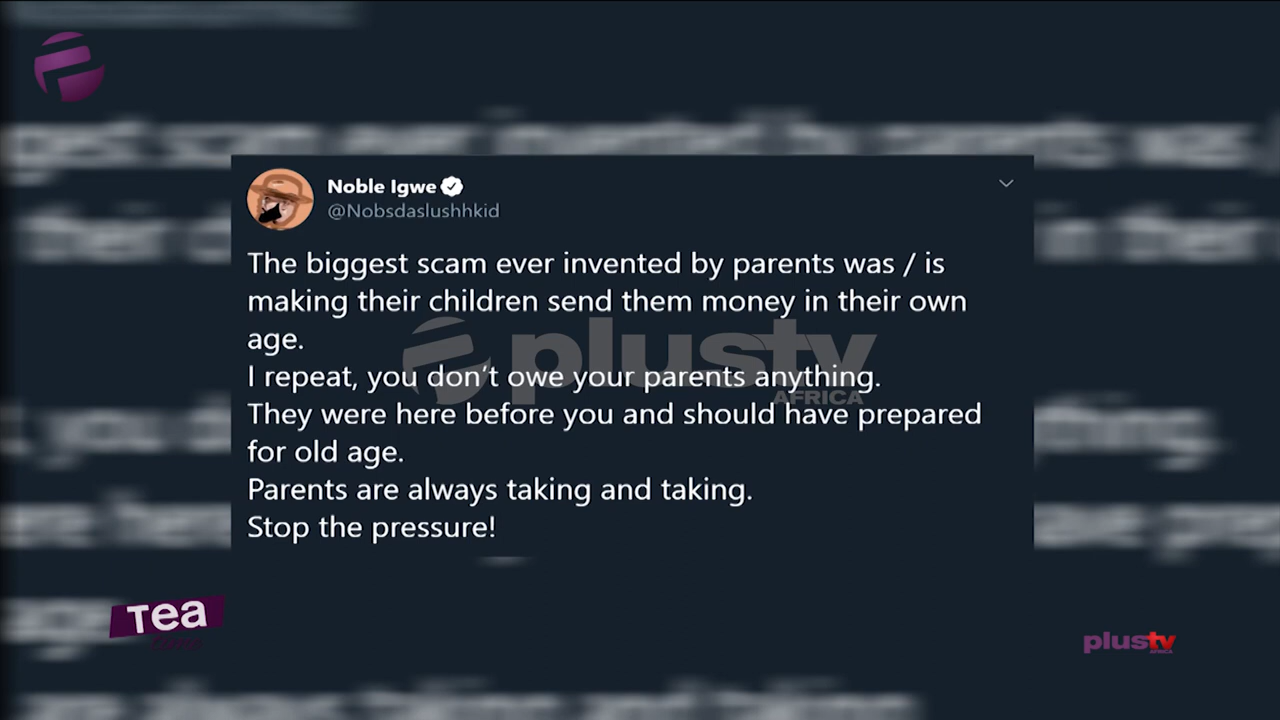 Noble Igwe
@Nobsdaslushhkid
The biggest scam ever invented by parents was / is
making their children send them money in their own
age.
I repeat, you don't owe your parents anything.
They were here before you and should have prepared
for old age.
Parents are always taking and taking.
Stop the pressure!
plustv
AFRICA
Tea
plustv
AFRICA